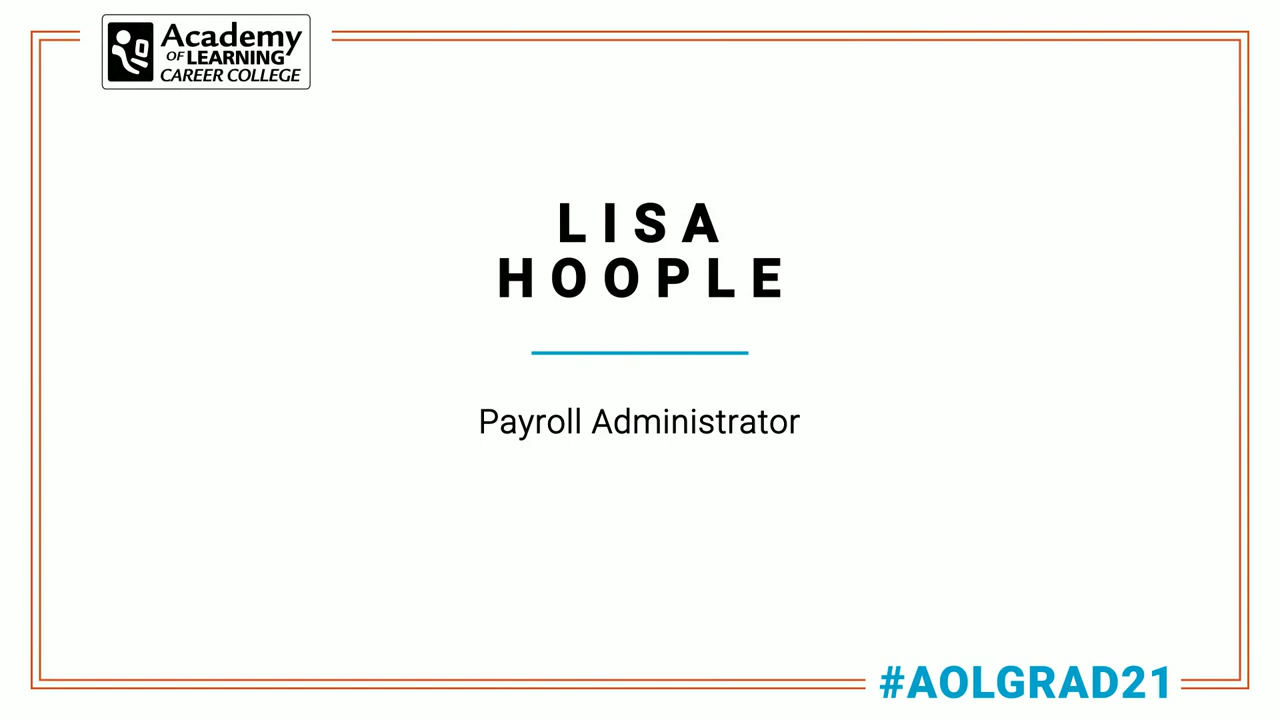 Academy
OF LEARNING
CAREER COLLEGE
LISA
HOOPLE
Payroll Administrator
#AOLGRAD21